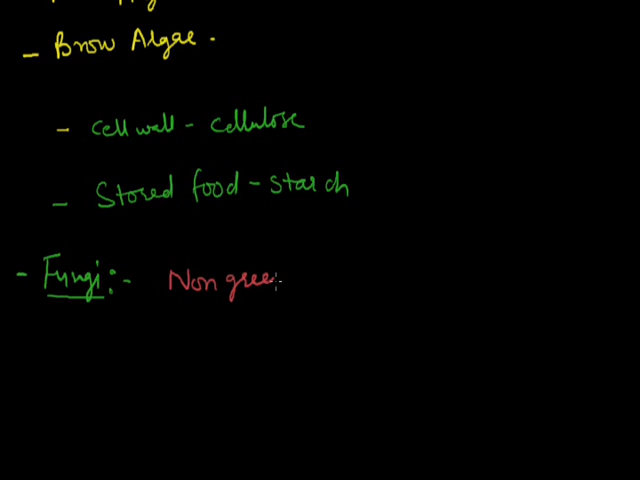 - Brow Algae.
- Cell wall - cellulose
- Stored food - starch
- Fungi:- Non gree